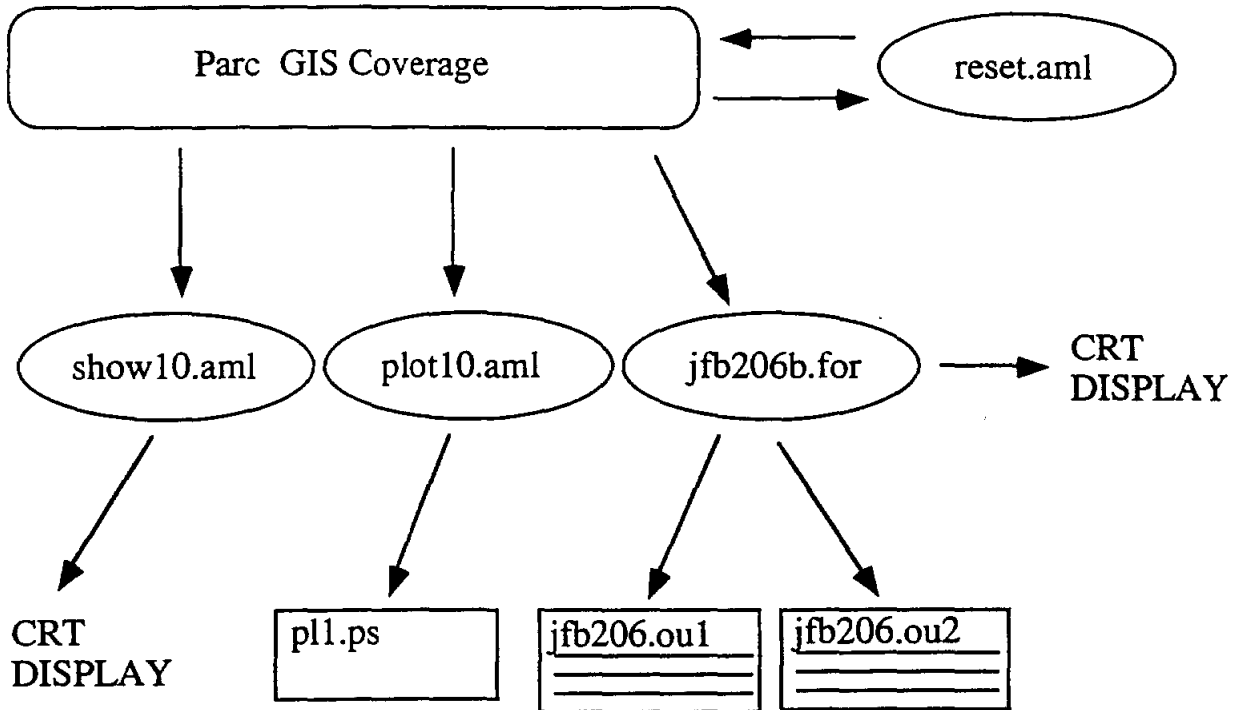 Parc GIS Coverage
reset.aml
show10.aml
plot10.aml
jfb206b.for
CRT
DISPLAY
CRT
DISPLAY
pl1.ps
jfb206.ou1
jfb206.ou2